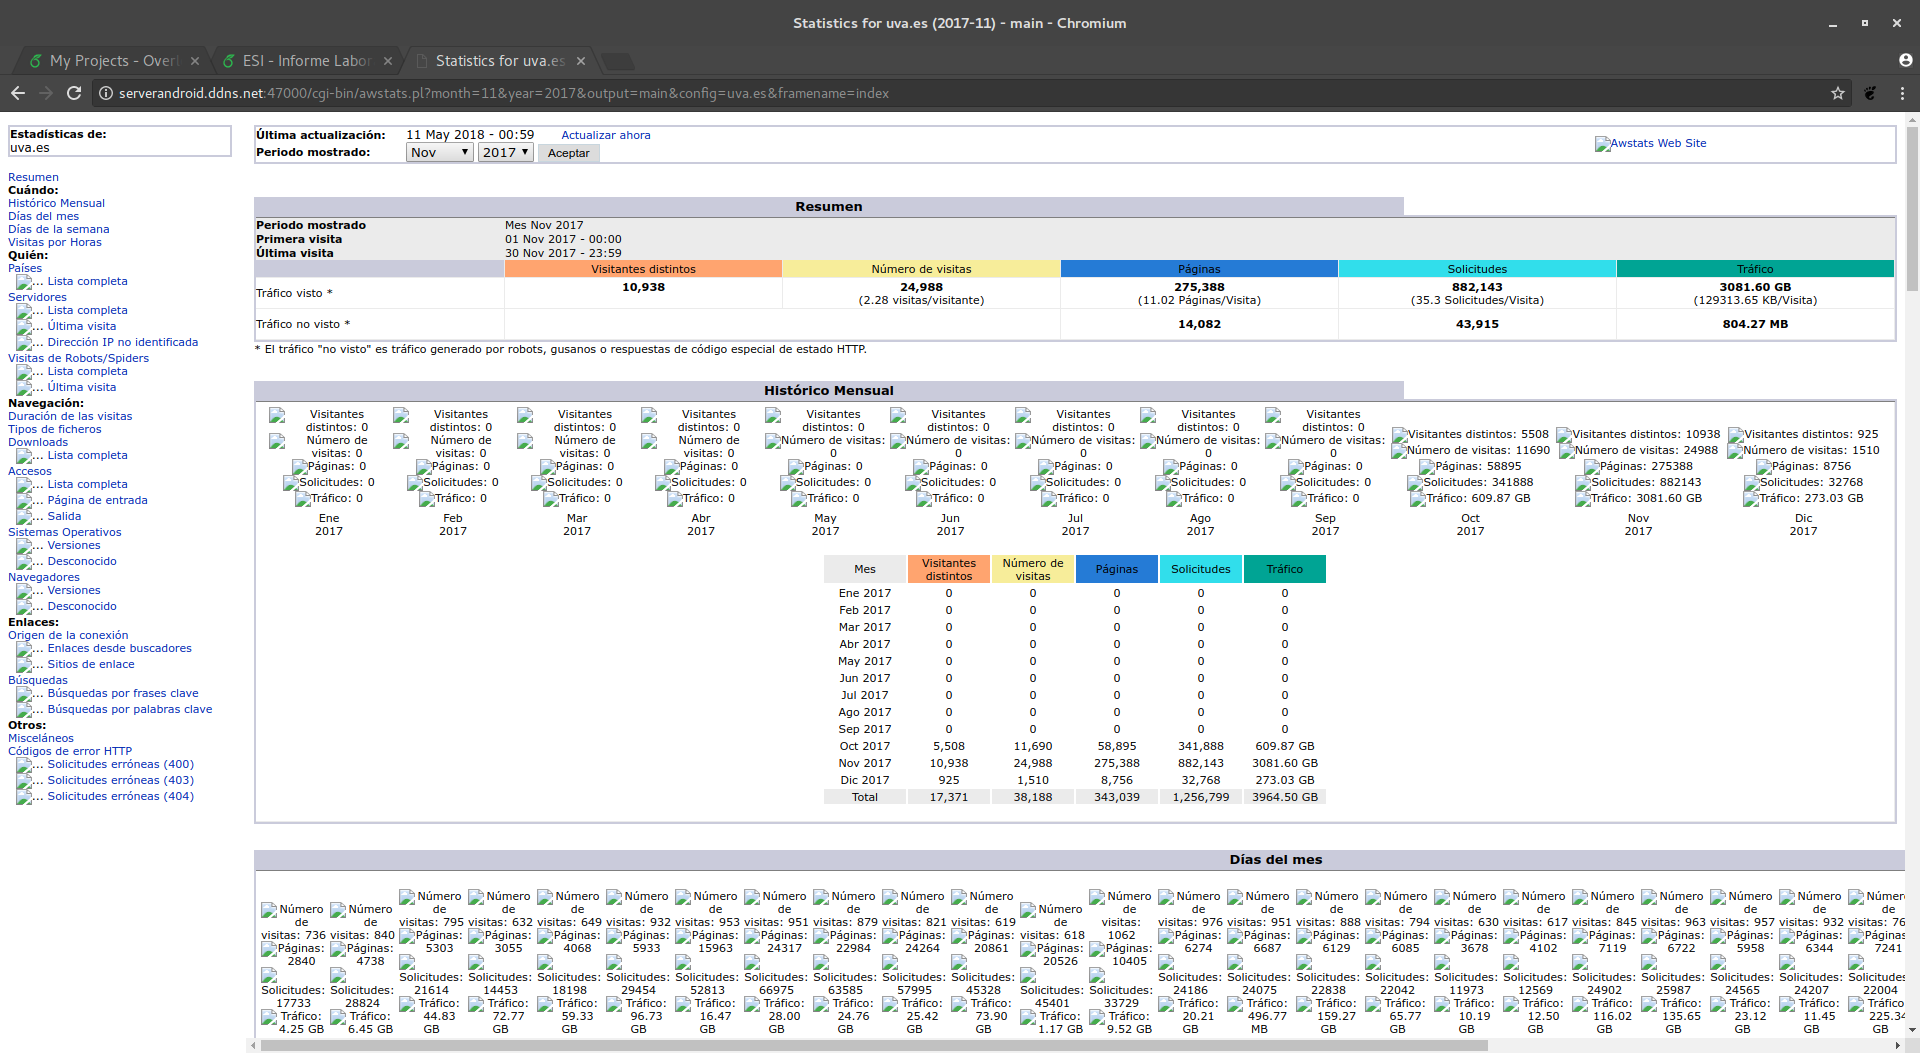 Statistics for uva.es (2017-11) - main - Chromium
My Projects - Over
ESI - Informe Labor
Statistics for uva.es
serverandroid.ddns.net:47000/cgi-bin/awstats.pl?month=11&year=2017&output=main&config=uva.es&framename=index
Estadísticas de:
uva.es
Resumen
Cuándo:
Histórico Mensual
Días del mes
Días de la semana
Visitas por Horas
Quién:
Países
... Lista completa
Servidores
... Lista completa
... Última visita
... Dirección IP no identificada
Visitas de Robots/Spiders
... Lista completa
... Última visita
Navegación:
Duración de las visitas
Tipos de ficheros
Downloads
... Lista completa
Accesos
... Lista completa
... Página de entrada
... Salida
Sistemas Operativos
... Versiones
... Desconocido
Navegadores
... Versiones
... Desconocido
Enlaces:
Origen de la conexión
... Enlaces desde buscadores
... Sitios de enlace
Búsquedas
... Búsquedas por frases clave
... Búsquedas por palabras clave
Otros:
Misceláneos
Códigos de error HTTP
... Solicitudes erróneas (400)
... Solicitudes erróneas (403)
... Solicitudes erróneas (404)
Última actualización: 11 May 2018 - 00:59 Actualizar ahora
Periodo mostrado: Nov 2017 Aceptar
Awstats Web Site
Resumen
Periodo mostrado Mes Nov 2017
Primera visita 01 Nov 2017 - 00:00
Última visita 30 Nov 2017 - 23:59
Visitantes distintos Número de visitas Páginas Solicitudes Tráfico
Tráfico visto * 10,938 24,988 275,388 882,143 3081.60 GB
(2.28 visitas/visitante) (11.02 Páginas/Visita) (35.3 Solicitudes/Visita) (129313.65 KB/Visita)
Tráfico no visto * 14,082 43,915 804.27 MB
* El tráfico "no visto" es tráfico generado por robots, gusanos o respuestas de código especial de estado HTTP.
Histórico Mensual
Visitantes distintos: 0 Número de visitas: 0 Páginas: 0 Solicitudes: 0 Tráfico: 0 Ene 2017
Visitantes distintos: 0 Número de visitas: 0 Páginas: 0 Solicitudes: 0 Tráfico: 0 Feb 2017
Visitantes distintos: 0 Número de visitas: 0 Páginas: 0 Solicitudes: 0 Tráfico: 0 Mar 2017
Visitantes distintos: 0 Número de visitas: 0 Páginas: 0 Solicitudes: 0 Tráfico: 0 Abr 2017
Visitantes distintos: 0 Número de visitas: 0 Páginas: 0 Solicitudes: 0 Tráfico: 0 May 2017
Visitantes distintos: 0 Número de visitas: 0 Páginas: 0 Solicitudes: 0 Tráfico: 0 Jun 2017
Visitantes distintos: 0 Número de visitas: 0 Páginas: 0 Solicitudes: 0 Tráfico: 0 Jul 2017
Visitantes distintos: 0 Número de visitas: 0 Páginas: 0 Solicitudes: 0 Tráfico: 0 Ago 2017
Visitantes distintos: 0 Número de visitas: 0 Páginas: 0 Solicitudes: 0 Tráfico: 0 Sep 2017
Visitantes distintos: 5508 Número de visitas: 11690 Páginas: 58895 Solicitudes: 341888 Tráfico: 609.87 GB Oct 2017
Visitantes distintos: 10938 Número de visitas: 24988 Páginas: 275388 Solicitudes: 882143 Tráfico: 3081.60 GB Nov 2017
Visitantes distintos: 925 Número de visitas: 1510 Páginas: 8756 Solicitudes: 32768 Tráfico: 273.03 GB Dic 2017
Mes Visitantes distintos Número de visitas Páginas Solicitudes Tráfico
Ene 2017 0 0 0 0 0
Feb 2017 0 0 0 0 0
Mar 2017 0 0 0 0 0
Abr 2017 0 0 0 0 0
May 2017 0 0 0 0 0
Jun 2017 0 0 0 0 0
Jul 2017 0 0 0 0 0
Ago 2017 0 0 0 0 0
Sep 2017 0 0 0 0 0
Oct 2017 5,508 11,690 58,895 341,888 609.87 GB
Nov 2017 10,938 24,988 275,388 882,143 3081.60 GB
Dic 2017 925 1,510 8,756 32,768 273.03 GB
Total 17,371 38,188 343,039 1,256,799 3964.50 GB
Días del mes
Número de visitas: 736 Páginas: 2840 Solicitudes: 17733 Tráfico: 4.25 GB
Número de visitas: 840 Páginas: 4738 Solicitudes: 28824 Tráfico: 6.45 GB
Número de visitas: 795 Páginas: 5303 Solicitudes: 21614 Tráfico: 44.83 GB
Número de visitas: 632 Páginas: 3055 Solicitudes: 14453 Tráfico: 72.77 GB
Número de visitas: 649 Páginas: 4068 Solicitudes: 18198 Tráfico: 59.33 GB
Número de visitas: 932 Páginas: 5933 Solicitudes: 29454 Tráfico: 96.73 GB
Número de visitas: 953 Páginas: 15963 Solicitudes: 52813 Tráfico: 16.47 GB
Número de visitas: 951 Páginas: 24317 Solicitudes: 66975 Tráfico: 28.00 GB
Número de visitas: 879 Páginas: 22984 Solicitudes: 63585 Tráfico: 24.76 GB
Número de visitas: 821 Páginas: 24264 Solicitudes: 57995 Tráfico: 25.42 GB
Número de visitas: 619 Páginas: 20861 Solicitudes: 45328 Tráfico: 73.90 GB
Número de visitas: 618 Páginas: 20526 Solicitudes: 45401 Tráfico: 1.17 GB
Número de visitas: 1062 Páginas: 10405 Solicitudes: 33729 Tráfico: 9.52 GB
Número de visitas: 976 Páginas: 6274 Solicitudes: 24186 Tráfico: 20.21 GB
Número de visitas: 951 Páginas: 6687 Solicitudes: 24075 Tráfico: 496.77 MB
Número de visitas: 888 Páginas: 6129 Solicitudes: 22838 Tráfico: 159.27 GB
Número de visitas: 794 Páginas: 6085 Solicitudes: 22042 Tráfico: 65.77 GB
Número de visitas: 630 Páginas: 3678 Solicitudes: 11973 Tráfico: 10.19 GB
Número de visitas: 617 Páginas: 4102 Solicitudes: 12569 Tráfico: 12.50 GB
Número de visitas: 845 Páginas: 7119 Solicitudes: 24902 Tráfico: 116.02 GB
Número de visitas: 963 Páginas: 6722 Solicitudes: 25987 Tráfico: 135.65 GB
Número de visitas: 957 Páginas: 5958 Solicitudes: 24565 Tráfico: 23.12 GB
Número de visitas: 932 Páginas: 6344 Solicitudes: 24207 Tráfico: 11.45 GB
Número de visitas: 76 Páginas: 7241 Solicitudes: 22004 Tráfico: 225.34 GB